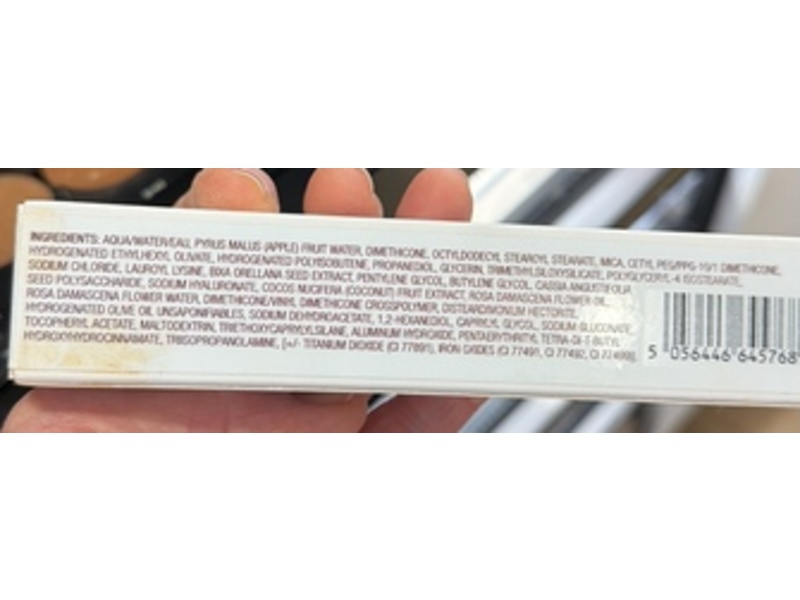 INGREDIENTS: AQUA/WATER/EAU, PYRUS MALUS (APPLE) FRUIT WATER, DIMETHICONE, OCTYLDODECYL STEAROYL STEARATE, MICA, CETYL PEG/PPG-10/1 DIMETHICONE,
HYDROGENATED ETHYLHEXYL OLIVATE, HYDROGENATED POLYISOBUTENE, PROPANEDIOL, GLYCERIN, TRIMETHYLSILOXYSILICATE, POLYGLYCERYL-4 ISOSTEARATE,
SODIUM CHLORIDE, LAUROYL LYSINE, BIXA ORELLANA SEED EXTRACT, PENTYLENE GLYCOL, BUTYLENE GLYCOL, CASSIA ANGUSTIFOLIA
SEED POLYSACCHARIDE, SODIUM HYALURONATE, COCOS NUCIFERA (COCONUT) FRUIT EXTRACT, ROSA DAMASCENA FLOWER OIL,
ROSA DAMASCENA FLOWER WATER, DIMETHICONE/VINYL DIMETHICONE CROSSPOLYMER, DISTEARDIMONIUM HECTORITE,
HYDROGENATED OLIVE OIL UNSAPONIFIABLES, SODIUM DEHYDROACETATE, 1,2-HEXANEDIOL, CAPRYLYL GLYCOL, SODIUM GLUCONATE,
TOCOPHERYL ACETATE, MALTODEXTRIN, TRIETHOXYCAPRYLYLSILANE, ALUMINUM HYDROXIDE, PENTAERYTHRITYL TETRA-DI-T-BUTYL
HYDROXYHYDROCINNAMATE, TRIISOPROPANOLAMINE, [+/- TITANIUM DIOXIDE (CI 77891), IRON OXIDES (CI 77491, CI 77492, CI 77499)].
5 056446 645768